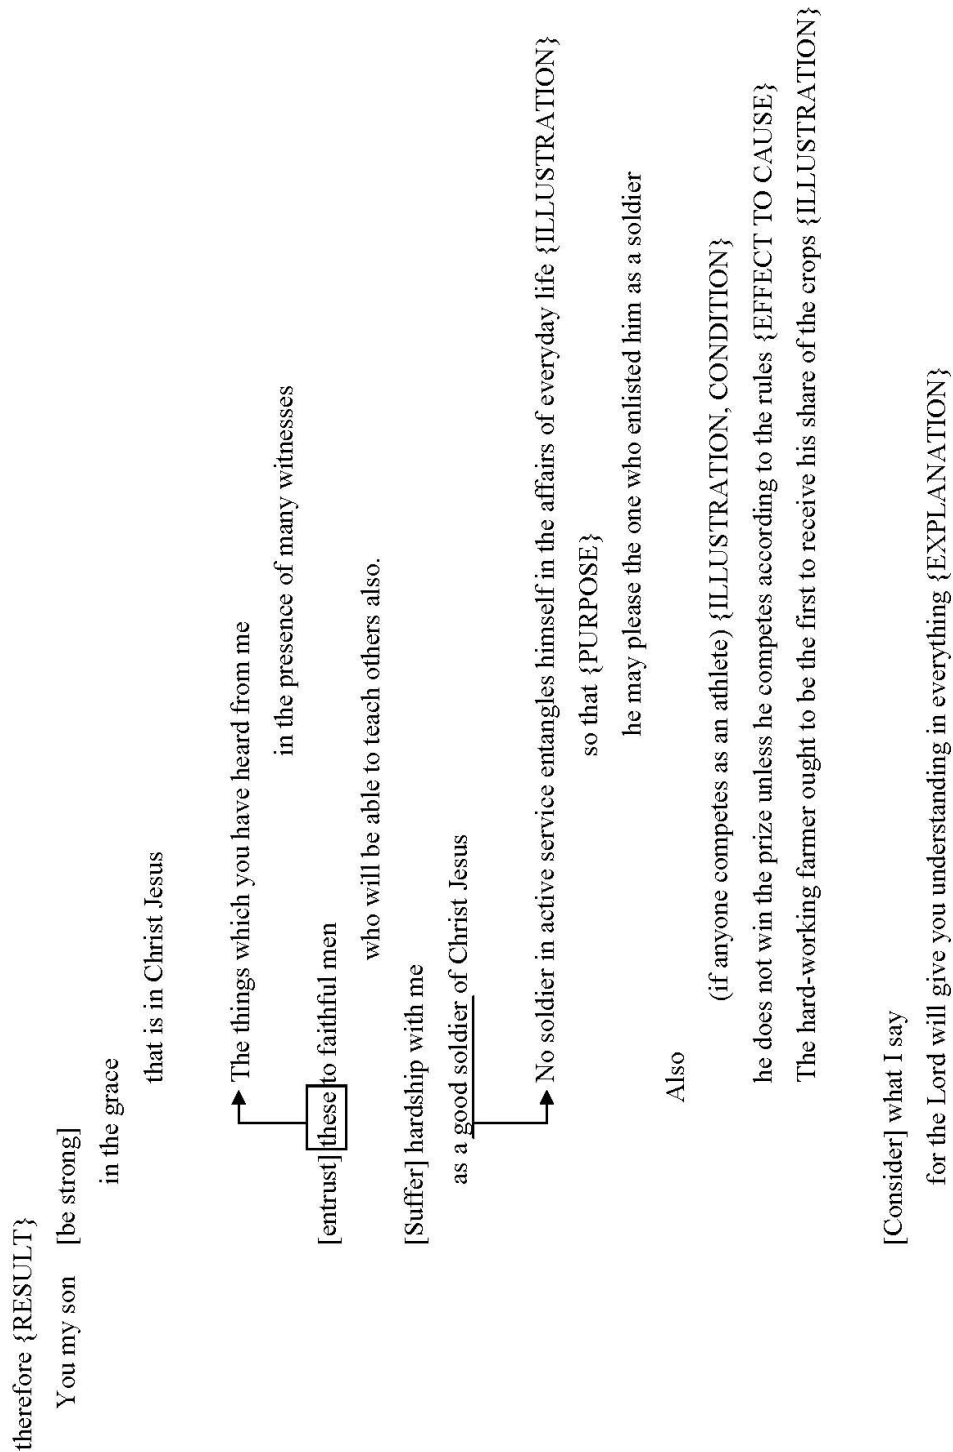 therefore {RESULT}
You my son [be strong]
in the grace
that is in Christ Jesus
The things which you have heard from me
in the presence of many witnesses
[entrust] these to faithful men
who will be able to teach others also.
[Suffer] hardship with me
as a good soldier of Christ Jesus
No soldier in active service entangles himself in the affairs of everyday life {ILLUSTRATION}
so that {PURPOSE}
he may please the one who enlisted him as a soldier
Also
(if anyone competes as an athlete) {ILLUSTRATION, CONDITION}
he does not win the prize unless he competes according to the rules {EFFECT TO CAUSE}
The hard-working farmer ought to be the first to receive his share of the crops {ILLUSTRATION}
[Consider] what I say
for the Lord will give you understanding in everything {EXPLANATION}